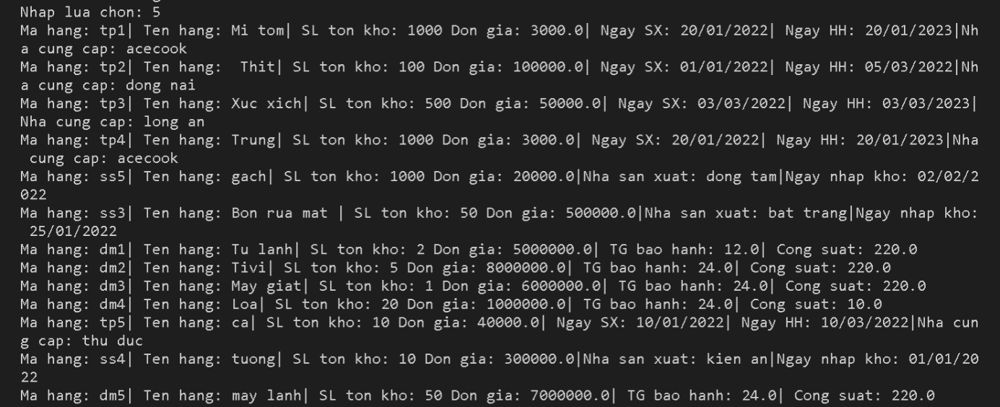 Nhap lua chon: 5
Ma hang: tp1| Ten hang: Mi tom| SL ton kho: 1000 Don gia: 3000.0| Ngay SX: 20/01/2022| Ngay HH: 20/01/2023|Nh
a cung cap: acecook
Ma hang: tp2| Ten hang:  Thit| SL ton kho: 100 Don gia: 100000.0| Ngay SX: 01/01/2022| Ngay HH: 05/03/2022|Nh
a cung cap: dong nai
Ma hang: tp3| Ten hang: Xuc xich| SL ton kho: 500 Don gia: 50000.0| Ngay SX: 03/03/2022| Ngay HH: 03/03/2023|
Nha cung cap: long an
Ma hang: tp4| Ten hang: Trung| SL ton kho: 1000 Don gia: 3000.0| Ngay SX: 20/01/2022| Ngay HH: 20/01/2023|Nha
 cung cap: acecook
Ma hang: ss5| Ten hang: gach| SL ton kho: 1000 Don gia: 20000.0|Nha san xuat: dong tam|Ngay nhap kho: 02/02/2
022
Ma hang: ss3| Ten hang: Bon rua mat | SL ton kho: 50 Don gia: 500000.0|Nha san xuat: bat trang|Ngay nhap kho:
 25/01/2022
Ma hang: dm1| Ten hang: Tu lanh| SL ton kho: 2 Don gia: 5000000.0| TG bao hanh: 12.0| Cong suat: 220.0
Ma hang: dm2| Ten hang: Tivi| SL ton kho: 5 Don gia: 8000000.0| TG bao hanh: 24.0| Cong suat: 220.0
Ma hang: dm3| Ten hang: May giat| SL ton kho: 1 Don gia: 6000000.0| TG bao hanh: 24.0| Cong suat: 220.0
Ma hang: dm4| Ten hang: Loa| SL ton kho: 20 Don gia: 1000000.0| TG bao hanh: 24.0| Cong suat: 10.0
Ma hang: tp5| Ten hang: ca| SL ton kho: 10 Don gia: 40000.0| Ngay SX: 10/01/2022| Ngay HH: 10/03/2022|Nha cun
g cap: thu duc
Ma hang: ss4| Ten hang: tuong| SL ton kho: 10 Don gia: 300000.0|Nha san xuat: kien an|Ngay nhap kho: 01/01/20
22
Ma hang: dm5| Ten hang: may lanh| SL ton kho: 50 Don gia: 7000000.0| TG bao hanh: 24.0| Cong suat: 220.0